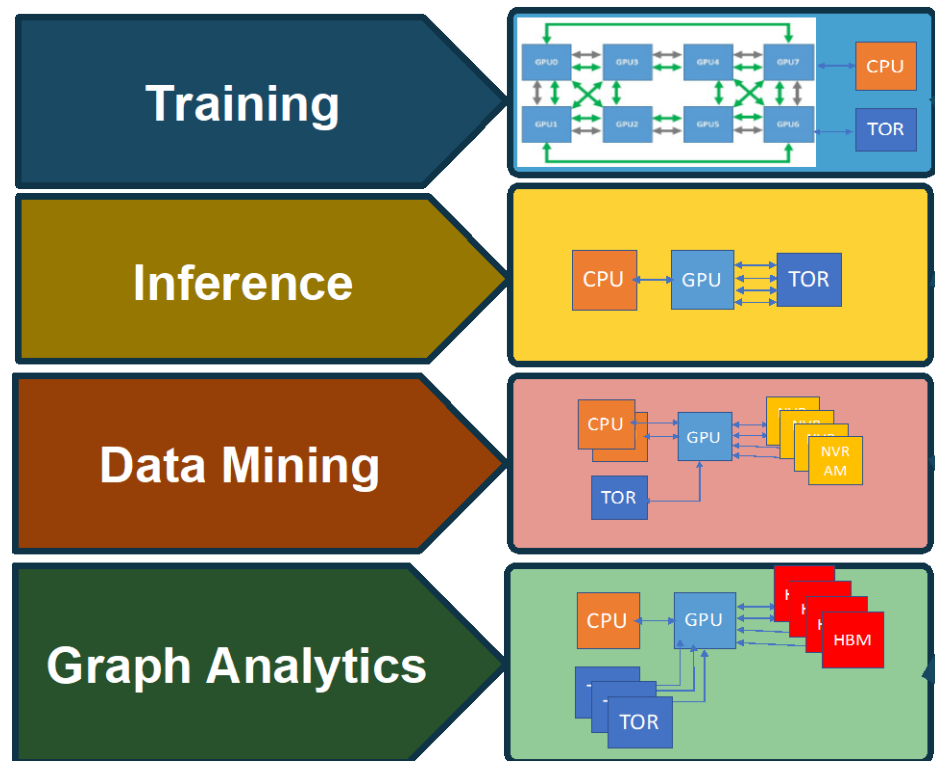 Training
GPU0 GPU3 GPU4 GPU7
GPU1 GPU2 GPU5 GPU6
CPU
TOR
Inference
CPU GPU TOR
Data Mining
CPU
GPU
NVR
AM
TOR
Graph Analytics
CPU
GPU
HBM
TOR